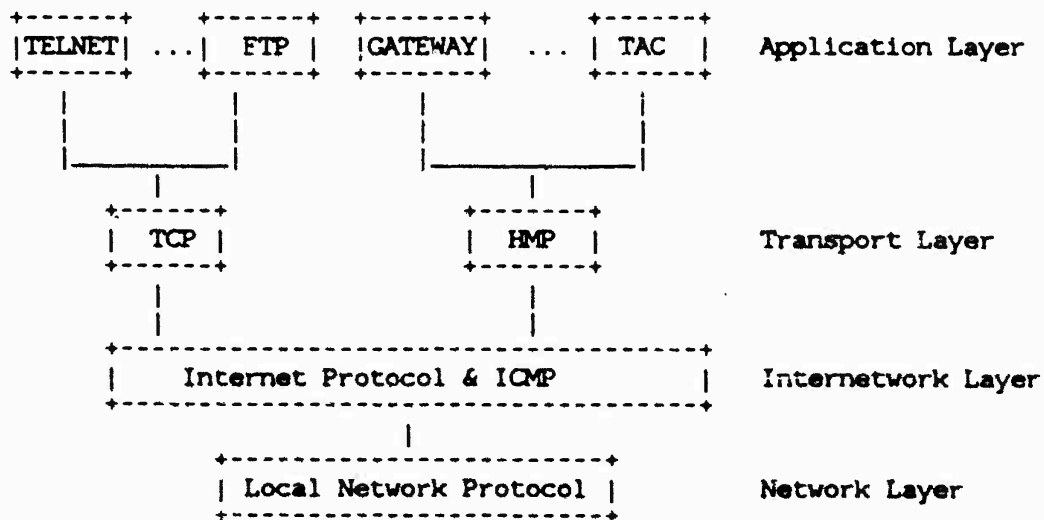 TELNET ... FTP GATEWAY ... TAC Application Layer
TCP HMP Transport Layer
Internet Protocol & ICMP Internetwork Layer
Local Network Protocol Network Layer